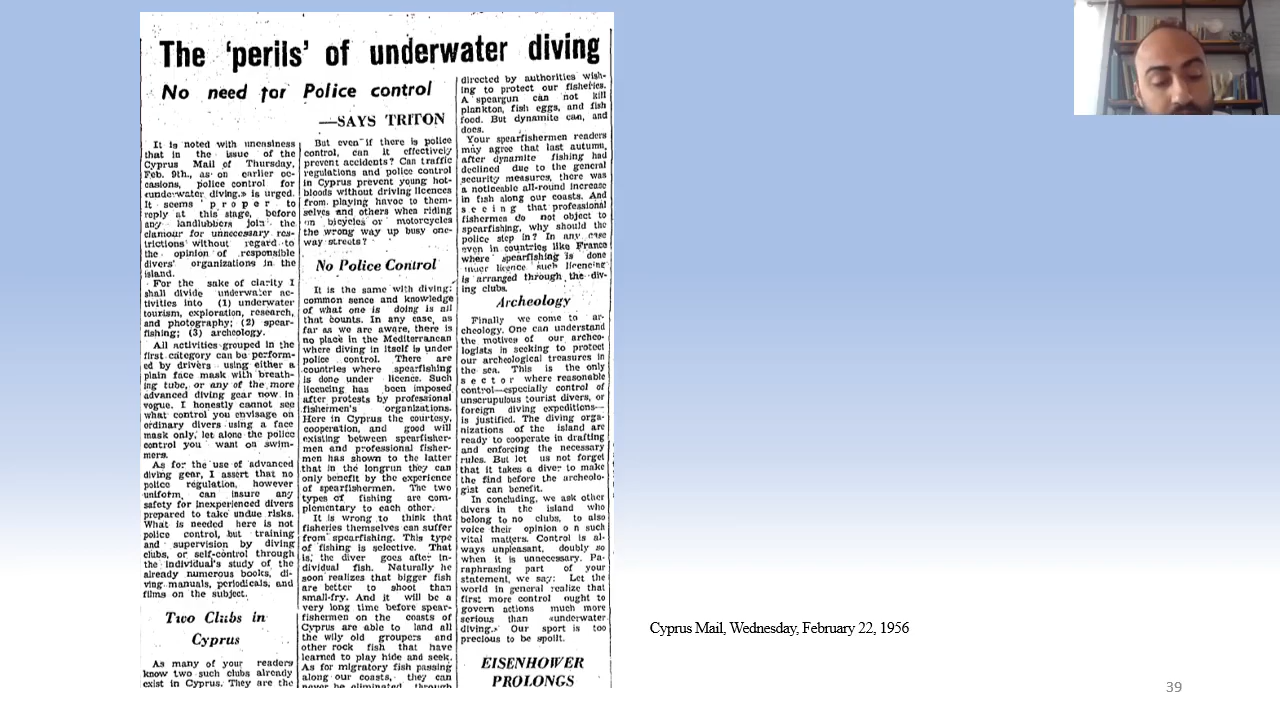 The 'perils' of underwater diving
No need for Police control
—SAYS TRITON
It is noted with uneasiness
that in the issue of the
Cyprus Mail of Thursday,
Feb. 9th., as on earlier oc-
casions, police control for
«underwater diving.» is urged.
It seems proper to
reply at this stage, before
any landlubbers join the
clamour for unnecessary res-
trictions without regard to
the opinion of responsible
divers' organizations in the
island.
For the sake of clarity I
shall divide underwater ac-
tivities into (1) underwater
tourism, exploration, research,
and photography; (2) spear-
fishing; (3) archeology.
All activities grouped in the
first category can be perform-
ed by drivers using either a
plain face mask with breath-
ing tube, or any of the more
advanced diving gear now in
vogue. I honestly cannot see
what control you envisage on
ordinary divers using a face
mask only, let alone the police
control you want on swim-
mers.
As for the use of advanced
diving gear, I assert that no
police regulation, however
uniform, can insure any
safety for inexperienced divers
prepared to take undue risks.
What is needed here is not
police control, but training
and supervision by diving
clubs, or self-control through
the individual's study of the
already numerous books, di-
ving manuals, periodicals, and
films on the subject.
Two Clubs in
Cyprus
As many of your readers
know two such clubs already
exist in Cyprus. They are the
But even if there is police
control, can it effectively
prevent accidents? Can traffic
regulations and police control
in Cyprus prevent young hot-
bloods without driving licences
from playing havoc to them-
selves and others when riding
on bicycles or motorcycles
the wrong way up busy one-
way streets?
No Police Control
It is the same with diving:
common sence and knowledge
of what one is doing is all
that counts. In any case, as
far as we are aware, there is
no place in the Mediterranean
where diving in itself is under
police control. There are
countries where spearfishing
is done under licence. Such
licencing has been imposed
after protests by professional
fishermen's organizations.
Here in Cyprus the courtesy,
cooperation, and good will
existing between spearfisher-
men and professional fisher-
men has shown to the latter
that in the longrun they can
only benefit by the experience
of spearfishermen. The two
types of fishing are com-
plementary to each other.
It is wrong to think that
fisheries themselves can suffer
from spearfishing. This type
of fishing is selective. That
is, the diver goes after in-
dividual fish. Naturally he
soon realizes that bigger fish
are better to shoot than
small-fry. And it will be a
very long time before spear-
fishermen on the coasts of
Cyprus are able to land all
the wily old groupers and
other rock fish that have
learned to play hide and seek.
As for migratory fish passing
along our coasts, they can
never be eliminated through
directed by authorities wish-
ing to protect our fisheries.
A speargun can not kill
plankton, fish eggs, and fish
food. But dynamite can, and
does.
Your spearfishermen readers
may agree that last autumn,
after dynamite fishing had
declined due to the general
security measures, there was
a noticeable all-round increase
in fish along our coasts. And
seeing that professional
fishermen do not object to
spearfishing, why should the
police step in? In any case
even in countries like France
where spearfishing is done
under licence such licencing
is arranged through the div-
ing clubs.
Archeology
Finally we come to ar-
cheology. One can understand
the motives of our archeo-
logists in seeking to protect
our archeological treasures in
the sea. This is the only
sector where reasonable
control—especially control of
unscrupulous tourist divers, or
foreign diving expeditions—
is justified. The diving orga-
nizations of the island are
ready to cooperate in drafting
and enforcing the necessary
rules. But let us not forget
that it takes a diver to make
the find before the archeolo-
gist can benefit.
In concluding, we ask other
divers in the island who
belong to no clubs, to also
voice their opinion on such
vital matters. Control is al-
ways unpleasant, doubly so
when it is unnecessary. Pa-
raphrasing part of your
statement, we say: Let the
world in general realize that
first more control ought to
govern actions much more
serious than «underwater
diving.» Our sport is too
precious to be spoilt.
EISENHOWER
PROLONGS
Cyprus Mail, Wednesday, February 22, 1956
39